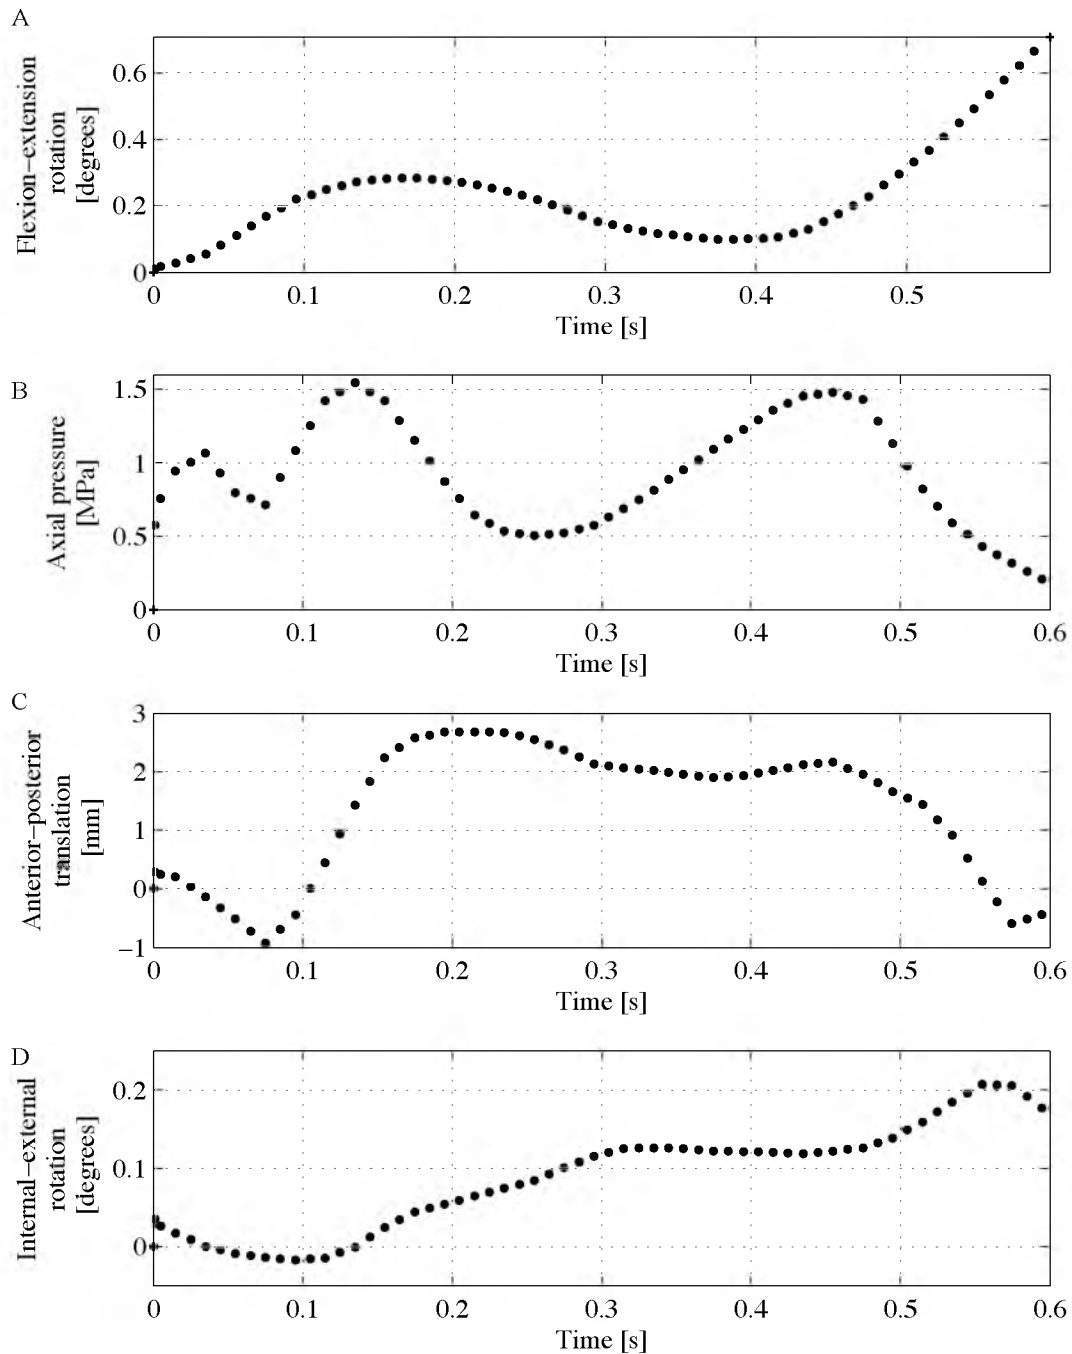 A
Flexion–extension
rotation
[degrees]
0.6
0.4
0.2
0
0 0.1 0.2 0.3 0.4 0.5
Time [s]
B
Axial pressure
[MPa]
1.5
1
0.5
0
0 0.1 0.2 0.3 0.4 0.5 0.6
Time [s]
C
Anterior–posterior
translation
[mm]
3
2
1
0
–1
0 0.1 0.2 0.3 0.4 0.5 0.6
Time [s]
D
Internal–external
rotation
[degrees]
0.2
0.1
0
0 0.1 0.2 0.3 0.4 0.5 0.6
Time [s]